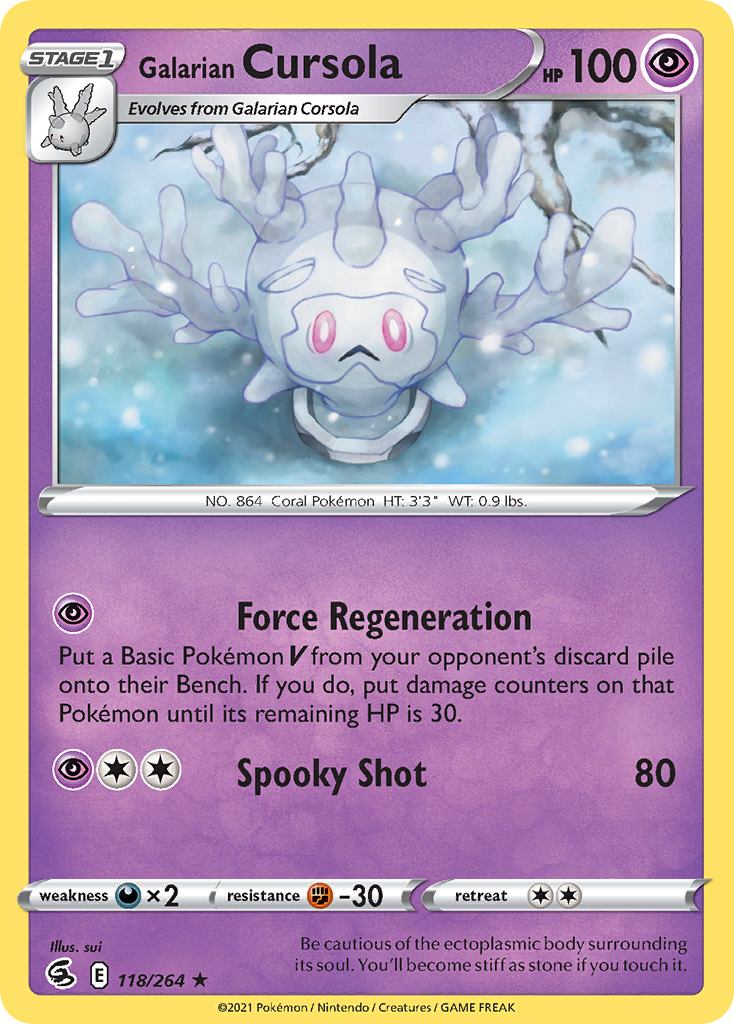 STAGE 1
Galarian Cursola
HP 100
Evolves from Galarian Corsola
NO. 864 Coral Pokémon HT: 3'3" WT: 0.9 lbs.
Force Regeneration
Put a Basic Pokémon V from your opponent's discard pile
onto their Bench. If you do, put damage counters on that
Pokémon until its remaining HP is 30.
Spooky Shot 80
weakness ×2 resistance -30 retreat
Illus. sui
Be cautious of the ectoplasmic body surrounding
its soul. You'll become stiff as stone if you touch it.
E 118/264 ★
©2021 Pokémon / Nintendo / Creatures / GAME FREAK